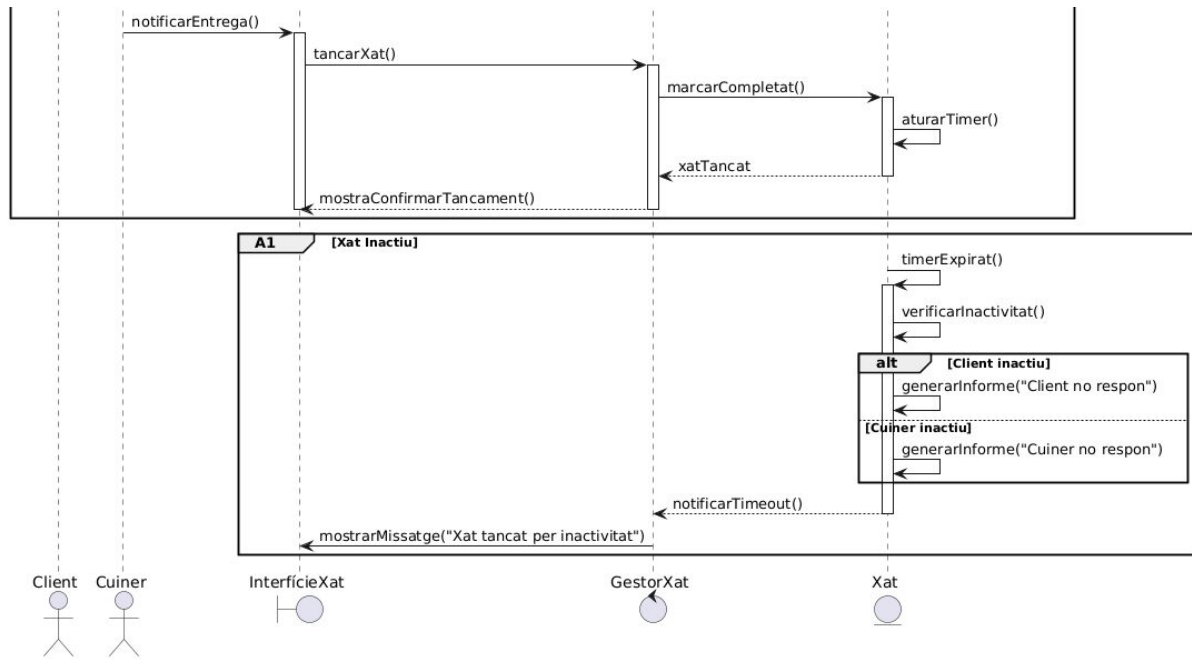 notificarEntrega()
tancarXat()
marcarCompletat()
aturarTimer()
xatTancat
mostraConfirmarTancament()
A1 [Xat Inactiu]
timerExpirat()
verificarInactivitat()
alt [Client inactiu]
generarInforme("Client no respon")
[Cuiner inactiu]
generarInforme("Cuiner no respon")
notificarTimeout()
mostrarMissatge("Xat tancat per inactivitat")
Client Cuiner InterfícieXat GestorXat Xat